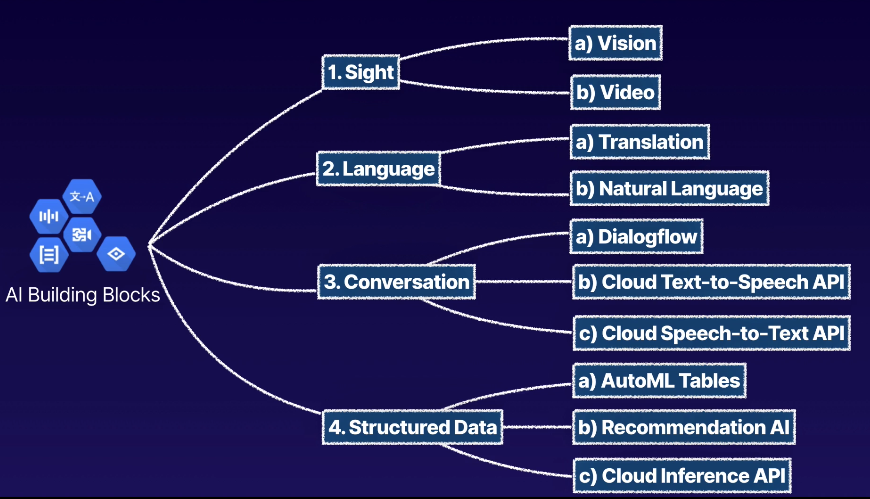 1. Sight
a) Vision
b) Video
2. Language
a) Translation
b) Natural Language
文→A
AI Building Blocks
3. Conversation
a) Dialogflow
b) Cloud Text-to-Speech API
c) Cloud Speech-to-Text API
4. Structured Data
a) AutoML Tables
b) Recommendation AI
c) Cloud Inference API